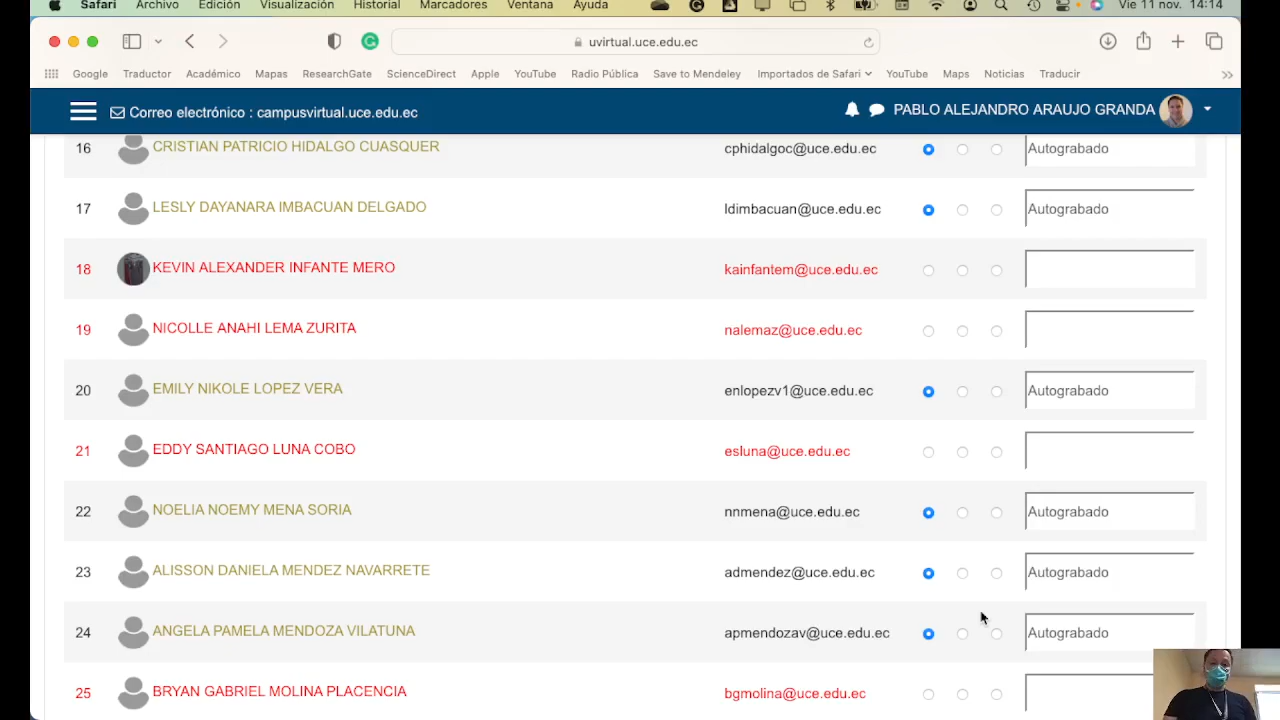 Safari Archivo Edición Visualización Historial Marcadores Ventana Ayuda Vie 11 nov. 14:14
uvirtual.uce.edu.ec
Google Traductor Académico Mapas ResearchGate ScienceDirect Apple YouTube Radio Pública Save to Mendeley Importados de Safari YouTube Maps Noticias Traducir
Correo electrónico : campusvirtual.uce.edu.ec PABLO ALEJANDRO ARAUJO GRANDA
16 CRISTIAN PATRICIO HIDALGO CUASQUER cphidalgoc@uce.edu.ec Autograbado
17 LESLY DAYANARA IMBACUAN DELGADO ldimbacuan@uce.edu.ec Autograbado
18 KEVIN ALEXANDER INFANTE MERO kainfantem@uce.edu.ec
19 NICOLLE ANAHI LEMA ZURITA nalemaz@uce.edu.ec
20 EMILY NIKOLE LOPEZ VERA enlopezv1@uce.edu.ec Autograbado
21 EDDY SANTIAGO LUNA COBO esluna@uce.edu.ec
22 NOELIA NOEMY MENA SORIA nnmena@uce.edu.ec Autograbado
23 ALISSON DANIELA MENDEZ NAVARRETE admendez@uce.edu.ec Autograbado
24 ANGELA PAMELA MENDOZA VILATUNA apmendozav@uce.edu.ec Autograbado
25 BRYAN GABRIEL MOLINA PLACENCIA bgmolina@uce.edu.ec